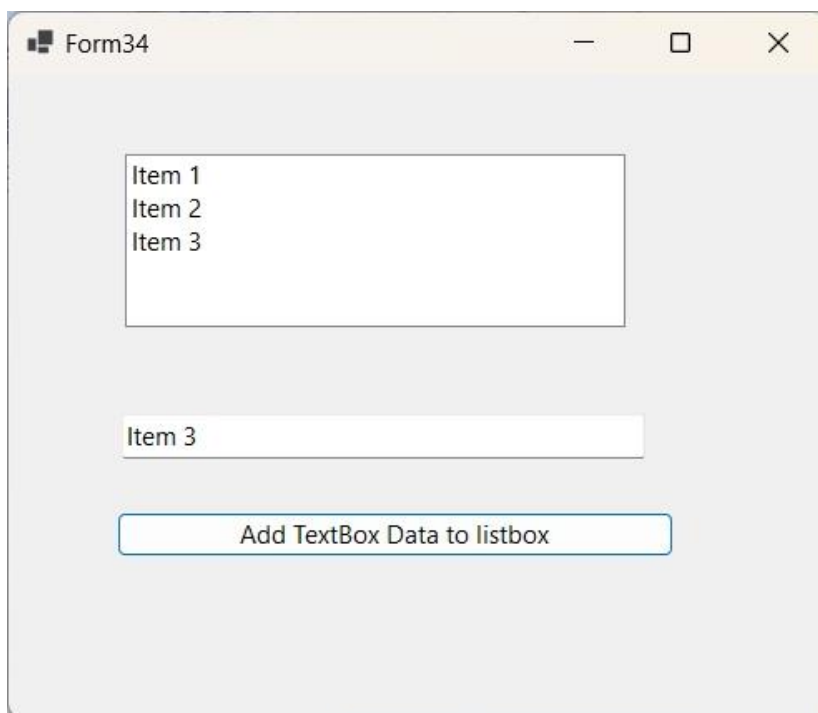 Form34
Item 1
Item 2
Item 3
Item 3
Add TextBox Data to listbox